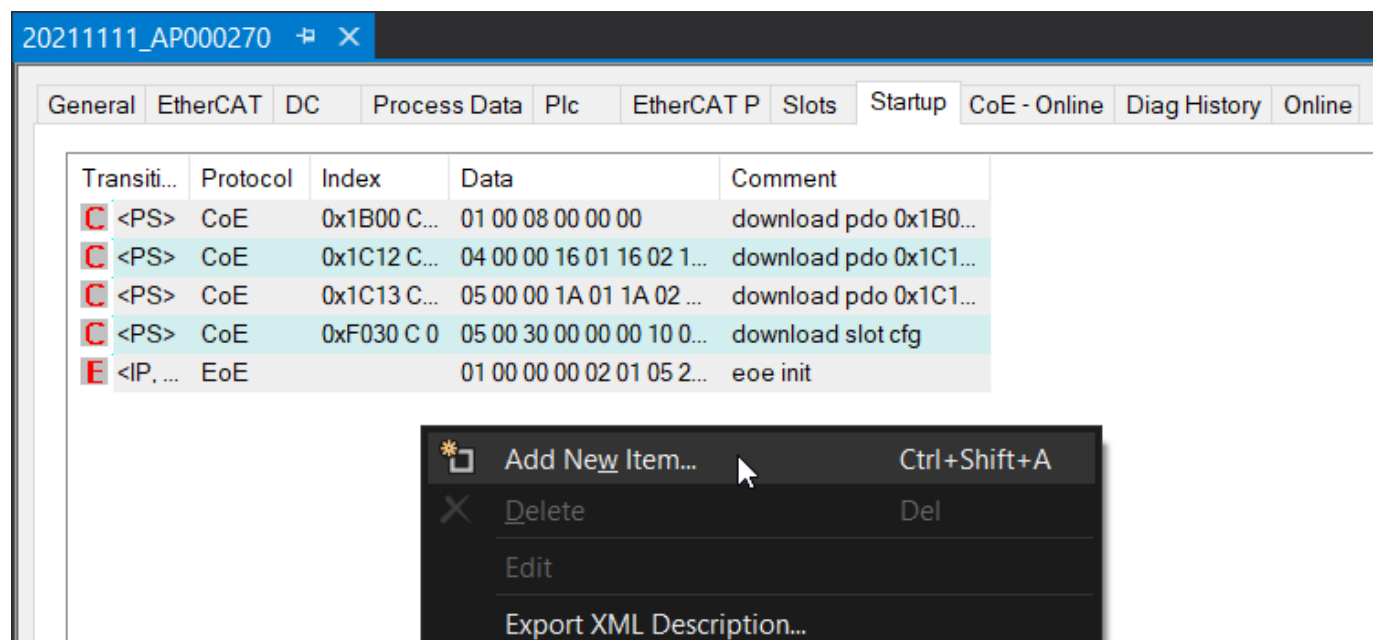 20211111_AP000270
General EtherCAT DC Process Data Plc EtherCAT P Slots Startup CoE - Online Diag History Online
Transiti... Protocol Index Data Comment
C <PS> CoE 0x1B00 C... 01 00 08 00 00 00 download pdo 0x1B0...
C <PS> CoE 0x1C12 C... 04 00 00 16 01 16 02 1... download pdo 0x1C1...
C <PS> CoE 0x1C13 C... 05 00 00 1A 01 1A 02 ... download pdo 0x1C1...
C <PS> CoE 0xF030 C 0 05 00 30 00 00 00 10 0... download slot cfg
E <IP, ... EoE 01 00 00 00 02 01 05 2... eoe init
Add New Item... Ctrl+Shift+A
Delete Del
Edit
Export XML Description...